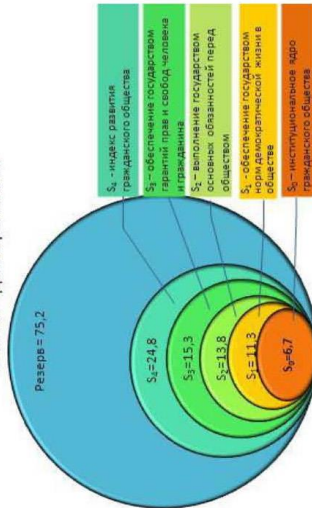 Резерв = 75,2
S₄=24,8
S₃=15,3
S₂=13,8
S₁=11,3
S₀=6,7
S₄ - индекс развития
гражданского общества
S₃ – обеспечение государством
гарантий прав и свобод человека
и гражданина
S₂ – выполнение государством
основных обязанностей перед
обществом
S₁ - обеспечение государством
норм демократической жизни в
обществе
S₀ – институциональное ядро
гражданского общества